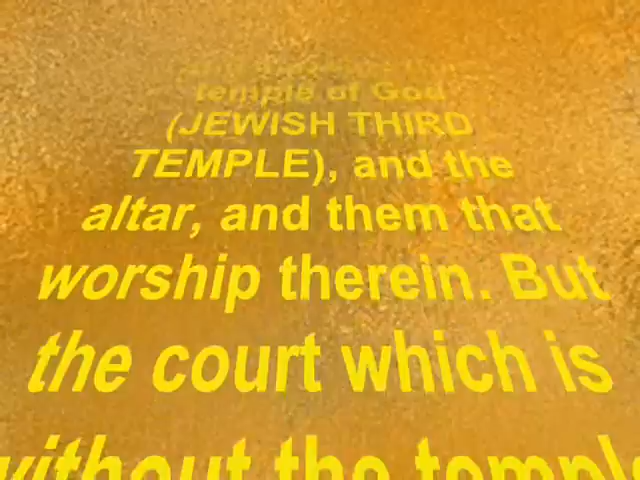 temple of God
(JEWISH THIRD
TEMPLE), and the
altar, and them that
worship therein. But
the court which is
without the temple